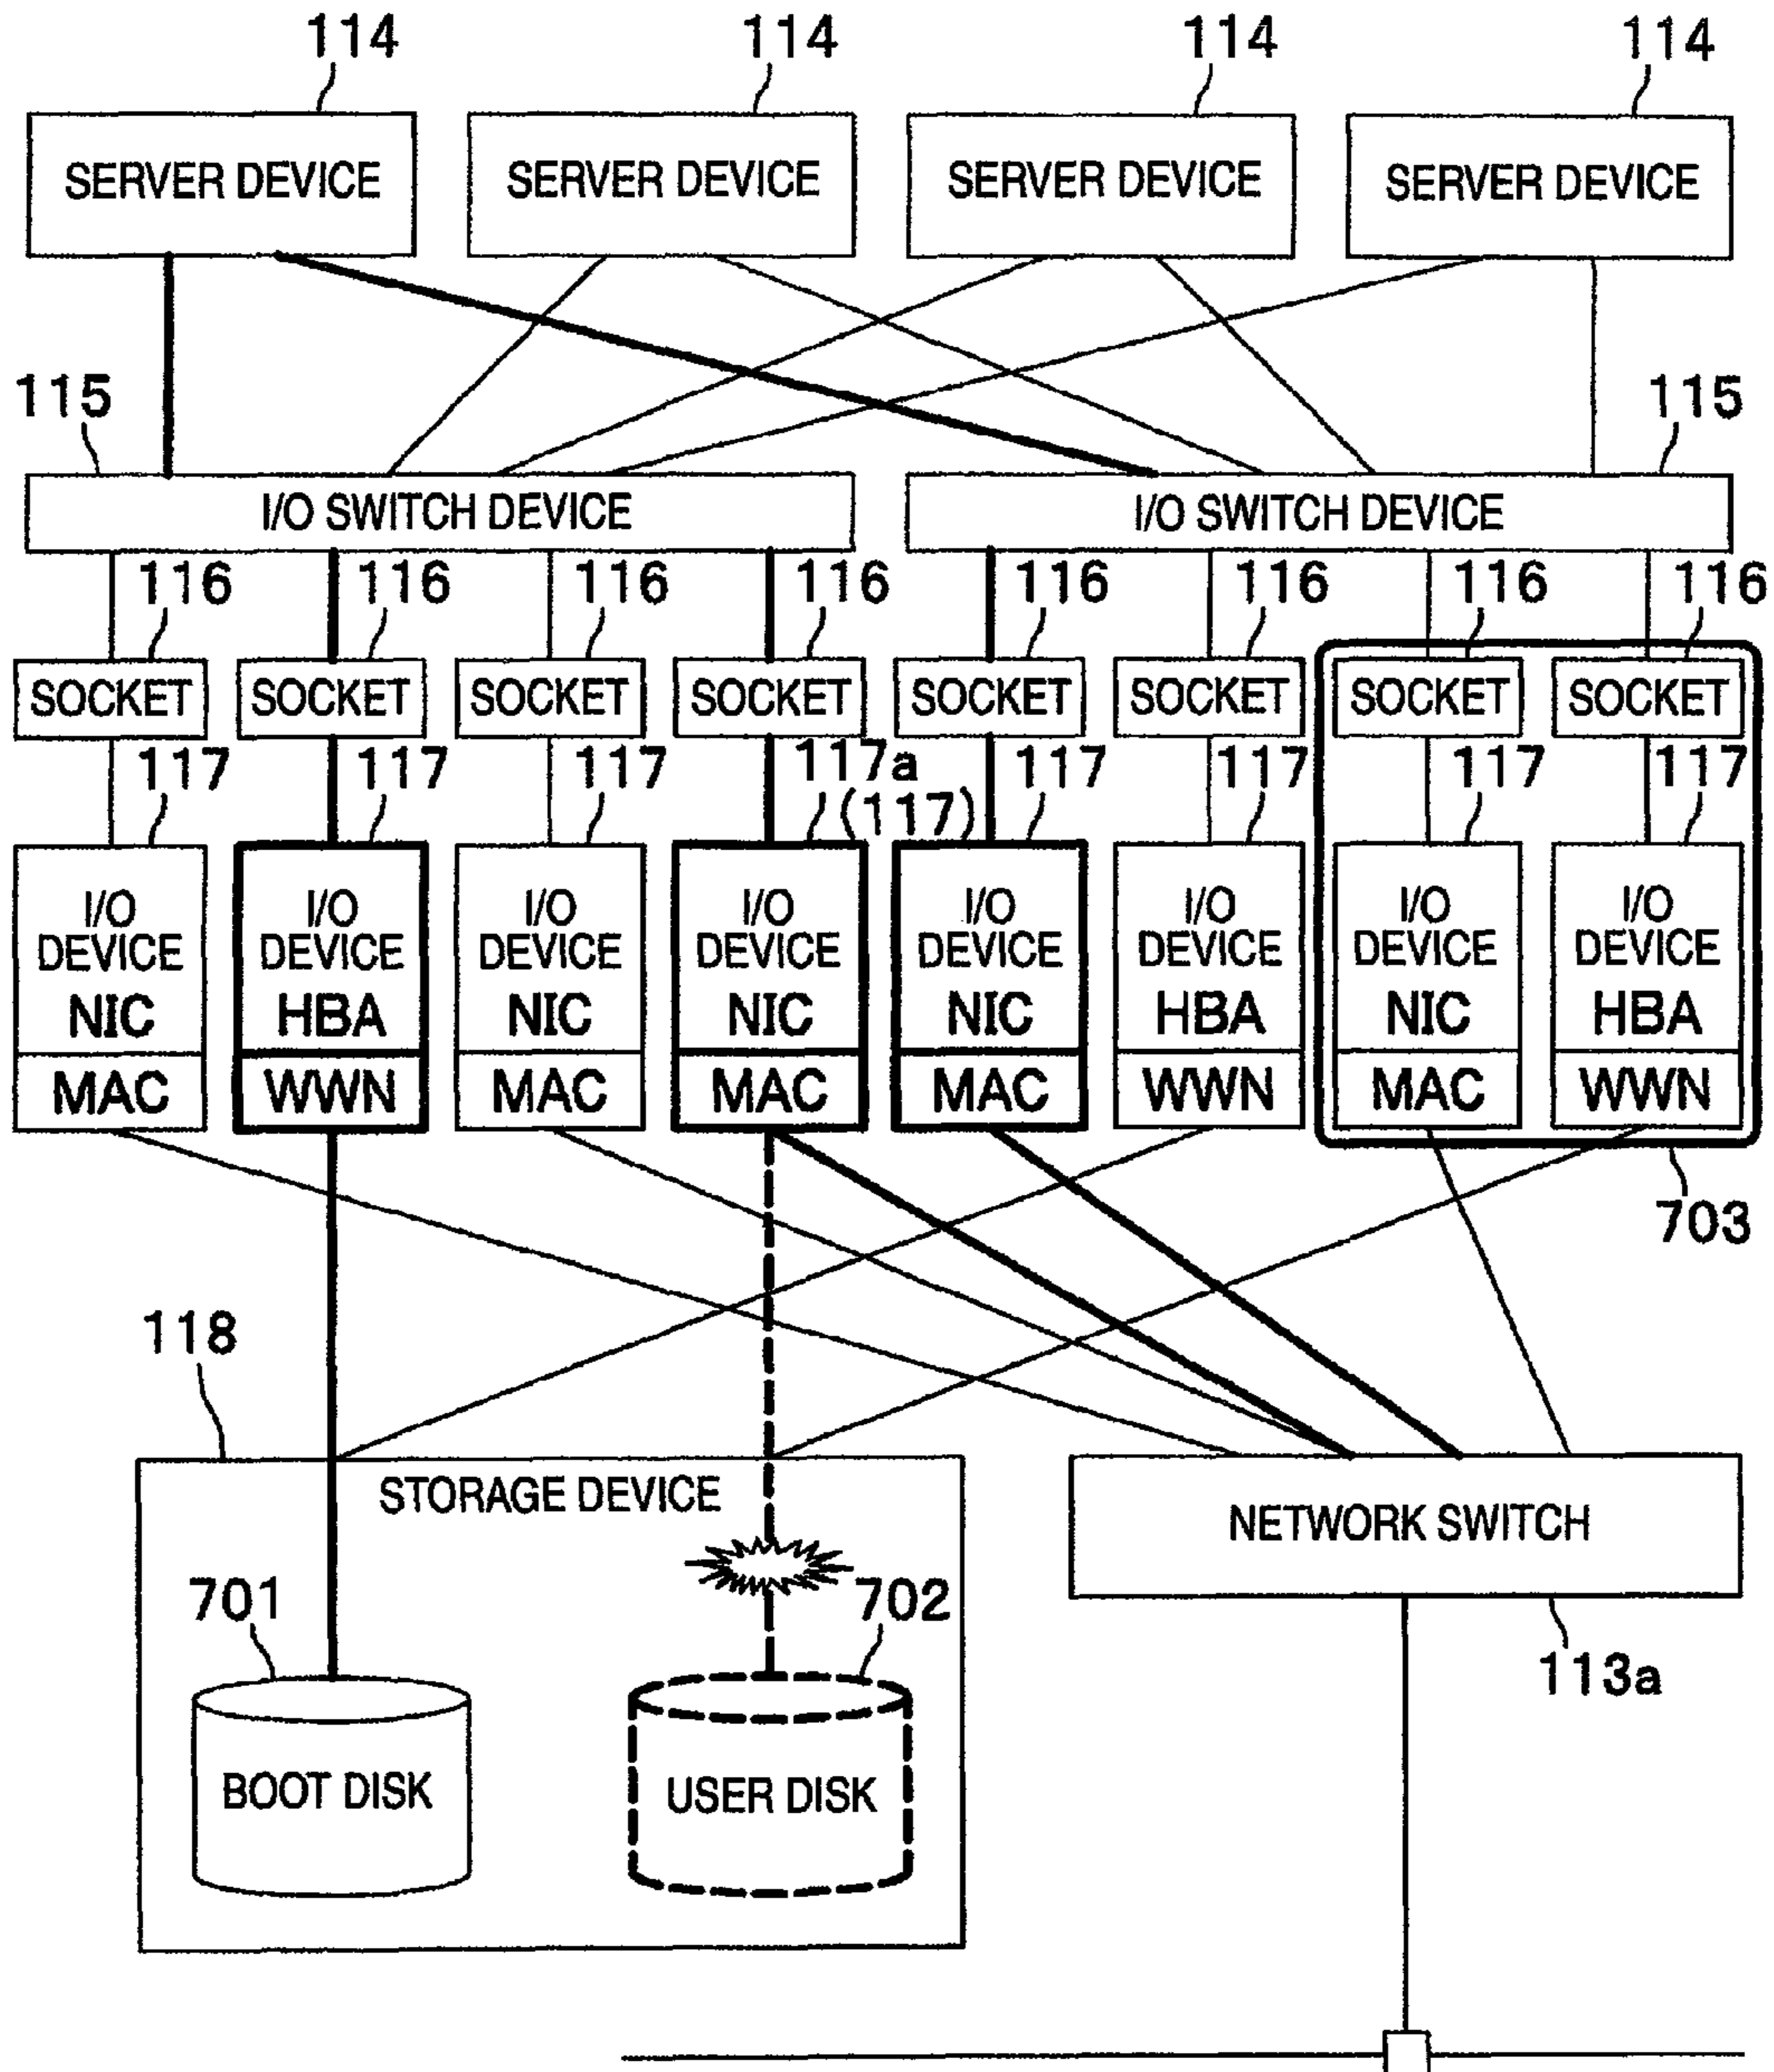 114 114 114 114
SERVER DEVICE SERVER DEVICE SERVER DEVICE SERVER DEVICE
115 115
I/O SWITCH DEVICE I/O SWITCH DEVICE
116 116 116 116 116 116 116 116
SOCKET SOCKET SOCKET SOCKET SOCKET SOCKET SOCKET SOCKET
117 117 117 117a 117 117 117 117
(117)
I/O I/O I/O I/O I/O I/O I/O I/O
DEVICE DEVICE DEVICE DEVICE DEVICE DEVICE DEVICE DEVICE
NIC HBA NIC NIC NIC HBA NIC HBA
MAC WWN MAC MAC MAC WWN MAC WWN
703
118
STORAGE DEVICE
NETWORK SWITCH
701 702
113a
BOOT DISK USER DISK